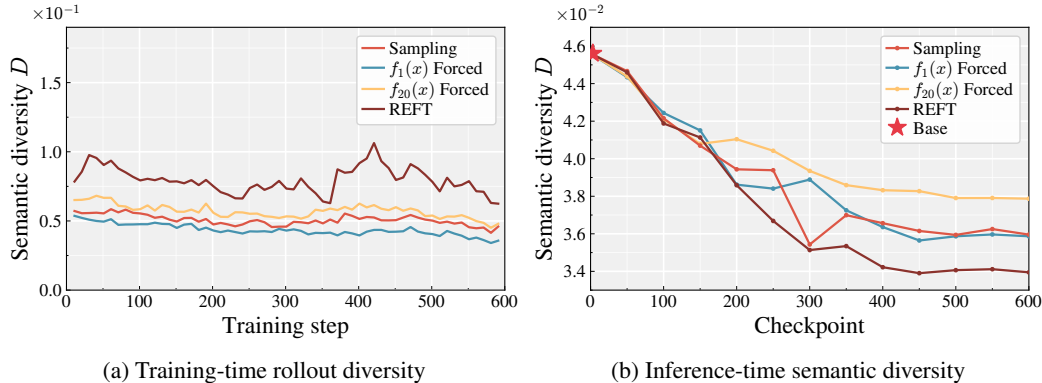 ×10⁻¹
Semantic diversity D
1.5
1.0
0.5
0.0
0
100
200
300
400
500
600
Training step
Sampling
f₁(x) Forced
f₂₀(x) Forced
REFT
(a) Training-time rollout diversity
×10⁻²
Semantic diversity D
4.6
4.4
4.2
4.0
3.8
3.6
3.4
0
100
200
300
400
500
600
Checkpoint
Sampling
f₁(x) Forced
f₂₀(x) Forced
REFT
Base
(b) Inference-time semantic diversity